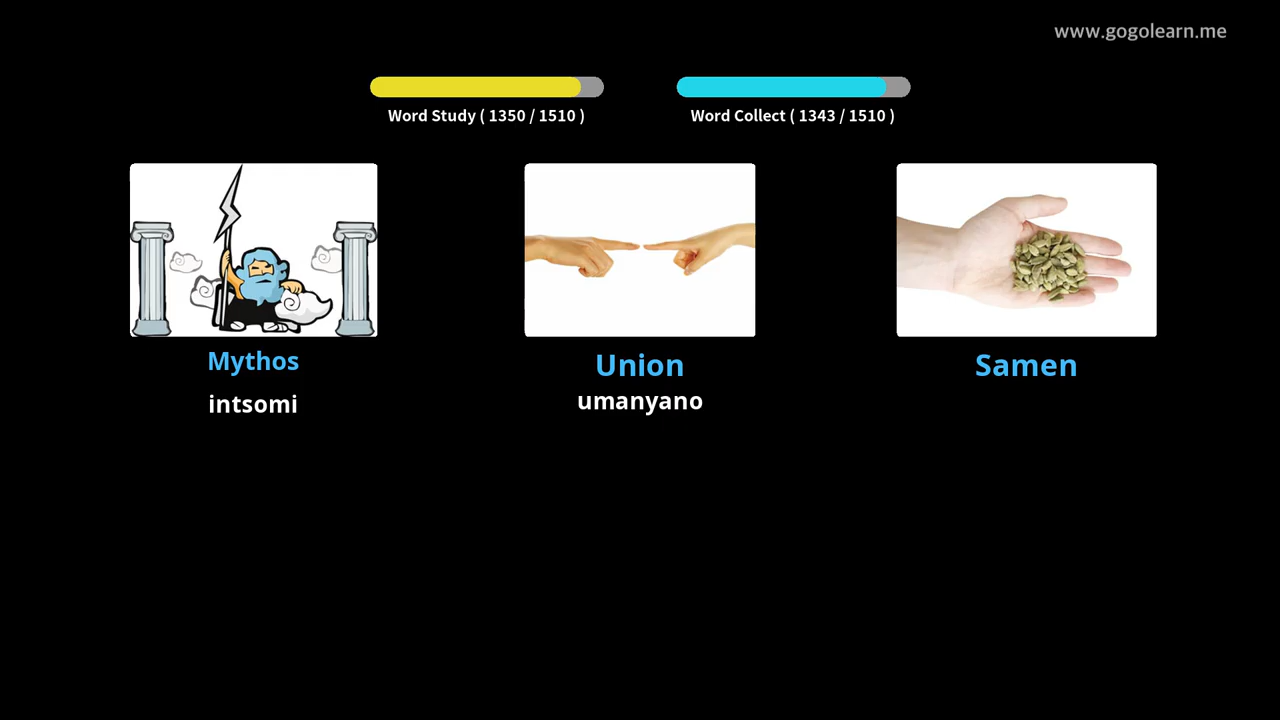 www.gogolearn.me
Word Study ( 1350 / 1510 )
Word Collect ( 1343 / 1510 )
Mythos
Union
Samen
intsomi
umanyano